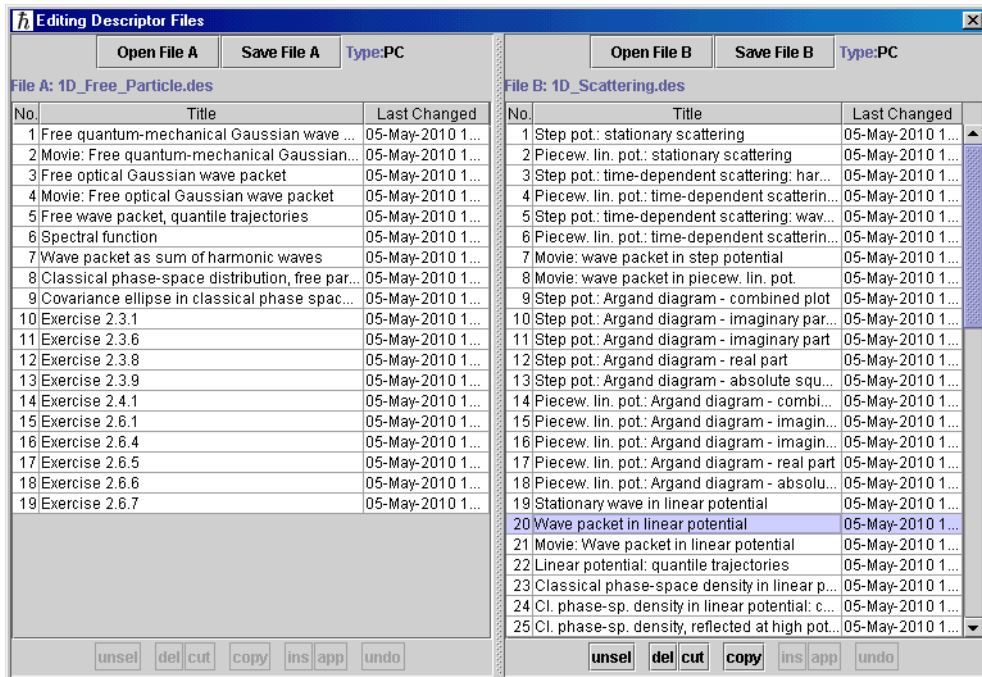 ħ Editing Descriptor Files
Open File A Save File A Type:PC
File A: 1D_Free_Particle.des
No. Title Last Changed
1 Free quantum-mechanical Gaussian wave ... 05-May-2010 1...
2 Movie: Free quantum-mechanical Gaussian... 05-May-2010 1...
3 Free optical Gaussian wave packet 05-May-2010 1...
4 Movie: Free optical Gaussian wave packet 05-May-2010 1...
5 Free wave packet, quantile trajectories 05-May-2010 1...
6 Spectral function 05-May-2010 1...
7 Wave packet as sum of harmonic waves 05-May-2010 1...
8 Classical phase-space distribution, free par... 05-May-2010 1...
9 Covariance ellipse in classical phase spac... 05-May-2010 1...
10 Exercise 2.3.1 05-May-2010 1...
11 Exercise 2.3.6 05-May-2010 1...
12 Exercise 2.3.8 05-May-2010 1...
13 Exercise 2.3.9 05-May-2010 1...
14 Exercise 2.4.1 05-May-2010 1...
15 Exercise 2.6.1 05-May-2010 1...
16 Exercise 2.6.4 05-May-2010 1...
17 Exercise 2.6.5 05-May-2010 1...
18 Exercise 2.6.6 05-May-2010 1...
19 Exercise 2.6.7 05-May-2010 1...
unsel del cut copy ins app undo
Open File B Save File B Type:PC
File B: 1D_Scattering.des
No. Title Last Changed
1 Step pot.: stationary scattering 05-May-2010 1...
2 Piecew. lin. pot.: stationary scattering 05-May-2010 1...
3 Step pot.: time-dependent scattering: har... 05-May-2010 1...
4 Piecew. lin. pot.: time-dependent scatterin... 05-May-2010 1...
5 Step pot.: time-dependent scattering: wav... 05-May-2010 1...
6 Piecew. lin. pot.: time-dependent scatterin... 05-May-2010 1...
7 Movie: wave packet in step potential 05-May-2010 1...
8 Movie: wave packet in piecew. lin. pot. 05-May-2010 1...
9 Step pot.: Argand diagram - combined plot 05-May-2010 1...
10 Step pot.: Argand diagram - imaginary par... 05-May-2010 1...
11 Step pot.: Argand diagram - imaginary part 05-May-2010 1...
12 Step pot.: Argand diagram - real part 05-May-2010 1...
13 Step pot.: Argand diagram - absolute squ... 05-May-2010 1...
14 Piecew. lin. pot.: Argand diagram - combi... 05-May-2010 1...
15 Piecew. lin. pot.: Argand diagram - imagin... 05-May-2010 1...
16 Piecew. lin. pot.: Argand diagram - imagin... 05-May-2010 1...
17 Piecew. lin. pot.: Argand diagram - real part 05-May-2010 1...
18 Piecew. lin. pot.: Argand diagram - absolu... 05-May-2010 1...
19 Stationary wave in linear potential 05-May-2010 1...
20 Wave packet in linear potential 05-May-2010 1...
21 Movie: Wave packet in linear potential 05-May-2010 1...
22 Linear potential: quantile trajectories 05-May-2010 1...
23 Classical phase-space density in linear p... 05-May-2010 1...
24 Cl. phase-sp. density in linear potential: c... 05-May-2010 1...
25 Cl. phase-sp. density, reflected at high pot... 05-May-2010 1...
unsel del cut copy ins app undo